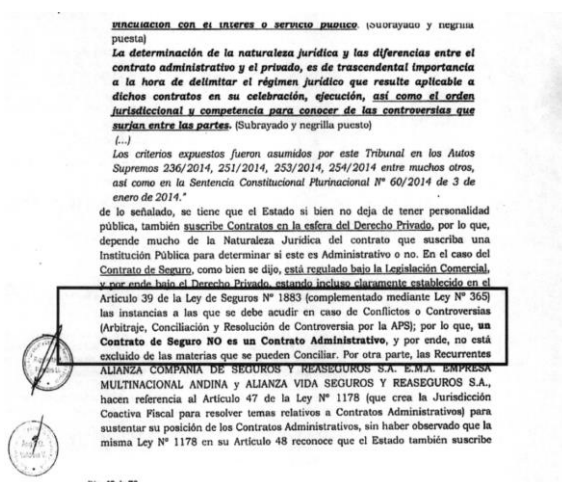 vinculación con el interés o servicio público. (Subrayado y negrilla
puesta)
La determinación de la naturaleza jurídica y las diferencias entre el
contrato administrativo y el privado, es de trascendental importancia
a la hora de delimitar el régimen jurídico que resulte aplicable a
dichos contratos en su celebración, ejecución, así como el orden
jurisdiccional y competencia para conocer de las controversias que
surjan entre las partes. (Subrayado y negrilla puesto)
(...)
Los criterios expuestos fueron asumidos por este Tribunal en los Autos
Supremos 236/2014, 251/2014, 253/2014, 254/2014 entre muchos otros,
así como en la Sentencia Constitucional Plurinacional N° 60/2014 de 3 de
enero de 2014."
de lo señalado, se tiene que el Estado si bien no deja de tener personalidad
pública, también suscribe Contratos en la esfera del Derecho Privado, por lo que,
depende mucho de la Naturaleza Jurídica del contrato que suscriba una
Institución Pública para determinar si este es Administrativo o no. En el caso del
Contrato de Seguro, como bien se dijo, está regulado bajo la Legislación Comercial,
y por ende bajo el Derecho Privado, estando incluso claramente establecido en el
Articulo 39 de la Ley de Seguros N° 1883 (complementado mediante Ley N° 365)
las instancias a las que se debe acudir en caso de Conflictos o Controversias
(Arbitraje, Conciliación y Resolución de Controversia por la APS); por lo que, un
Contrato de Seguro NO es un Contrato Administrativo, y por ende, no está
excluido de las materias que se pueden Conciliar. Por otra parte, las Recurrentes
ALIANZA COMPAÑÍA DE SEGUROS Y REASEGUROS S.A. E.M.A. EMPRESA
MULTINACIONAL ANDINA y ALIANZA VIDA SEGUROS Y REASEGUROS S.A.,
hacen referencia al Artículo 47 de la Ley N° 1178 (que crea la Jurisdicción
Coactiva Fiscal para resolver temas relativos a Contratos Administrativos) para
sustentar su posición de los Contratos Administrativos, sin haber observado que la
misma Ley N° 1178 en su Artículo 48 reconoce que el Estado también suscribe